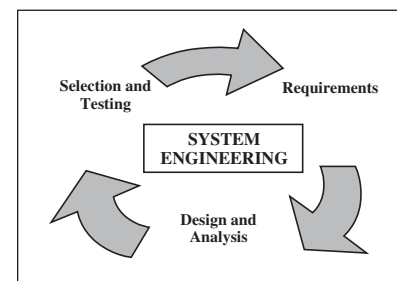 Selection and
Testing
Requirements
SYSTEM
ENGINEERING
Design and
Analysis